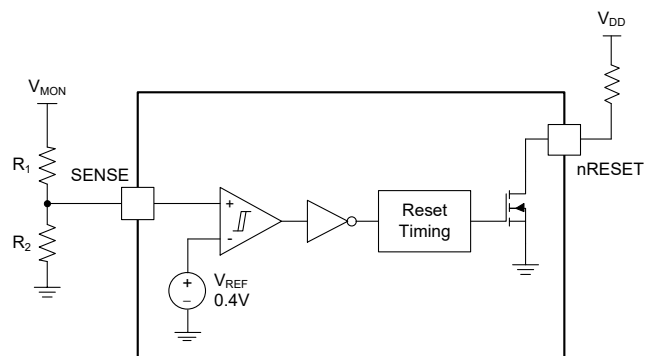 VDD
VMON
R1
SENSE
nRESET
+
-
Reset
Timing
R2
+
–
VREF
0.4V